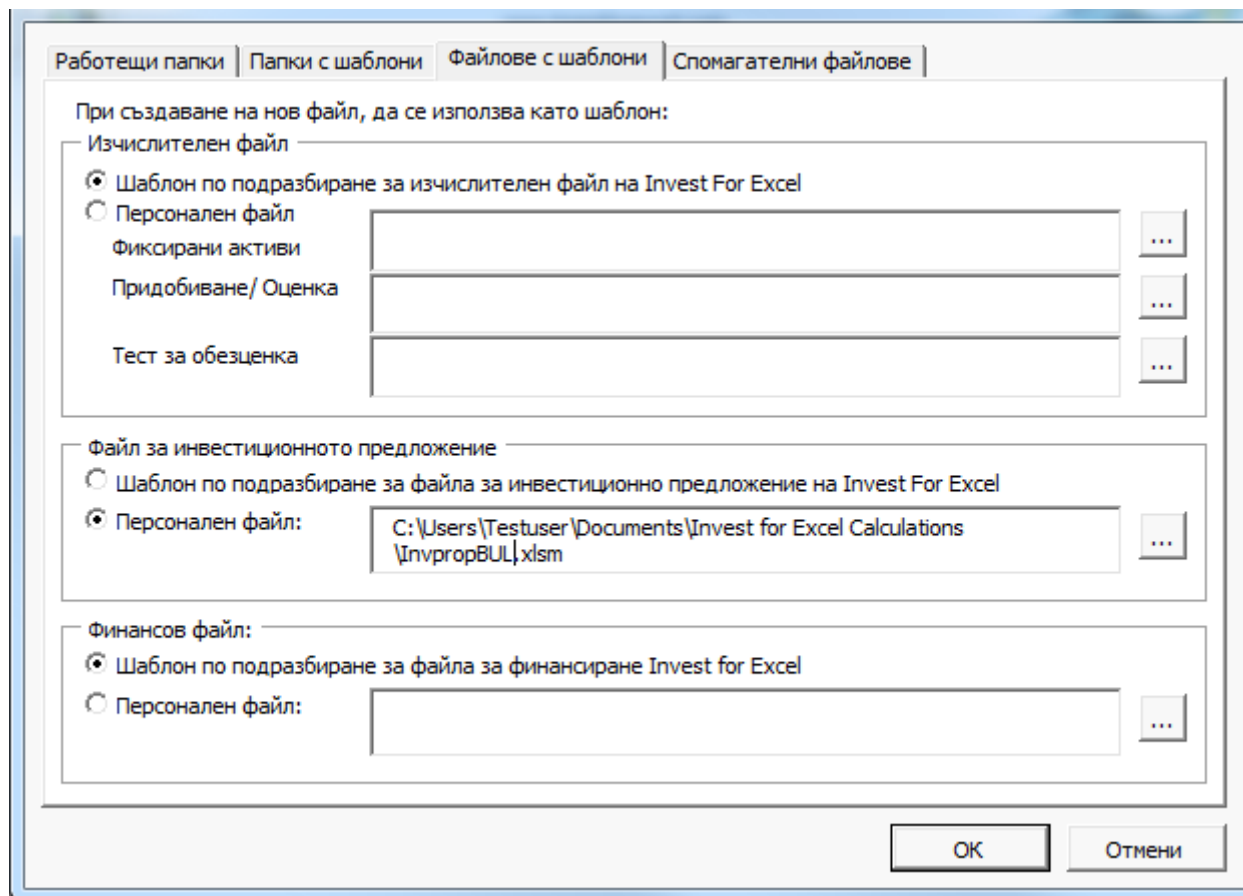 Работещи папки
Папки с шаблони
Файлове с шаблони
Спомагателни файлове
При създаване на нов файл, да се използва като шаблон:
Изчислителен файл
Шаблон по подразбиране за изчислителен файл на Invest For Excel
Персонален файл
Фиксирани активи
...
Придобиване/ Оценка
...
Тест за обезценка
...
Файл за инвестиционното предложение
Шаблон по подразбиране за файла за инвестиционно предложение на Invest For Excel
Персонален файл:
C:\Users\Testuser\Documents\Invest for Excel Calculations
\InvpropBUL.xlsm
...
Финансов файл:
Шаблон по подразбиране за файла за финансиране Invest for Excel
Персонален файл:
...
OK
Отмени